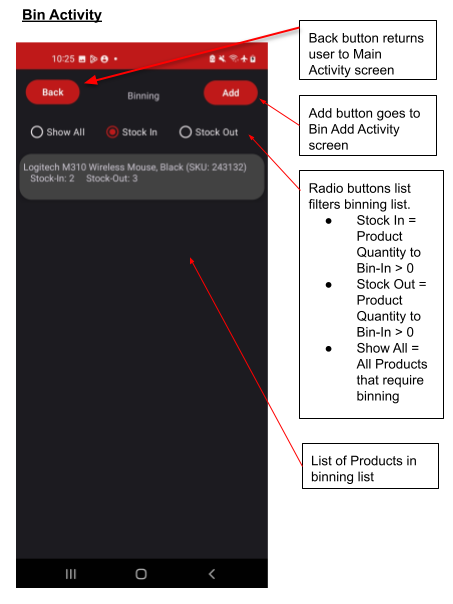 Bin Activity
10:25
Back
Binning
Add
Show All
Stock In
Stock Out
Logitech M310 Wireless Mouse, Black (SKU: 243132)
Stock-In: 2 Stock-Out: 3
Back button returns
user to Main
Activity screen
Add button goes to
Bin Add Activity
screen
Radio buttons list
filters binning list.
● Stock In =
Product
Quantity to
Bin-In > 0
● Stock Out =
Product
Quantity to
Bin-In > 0
● Show All =
All Products
that require
binning
List of Products in
binning list